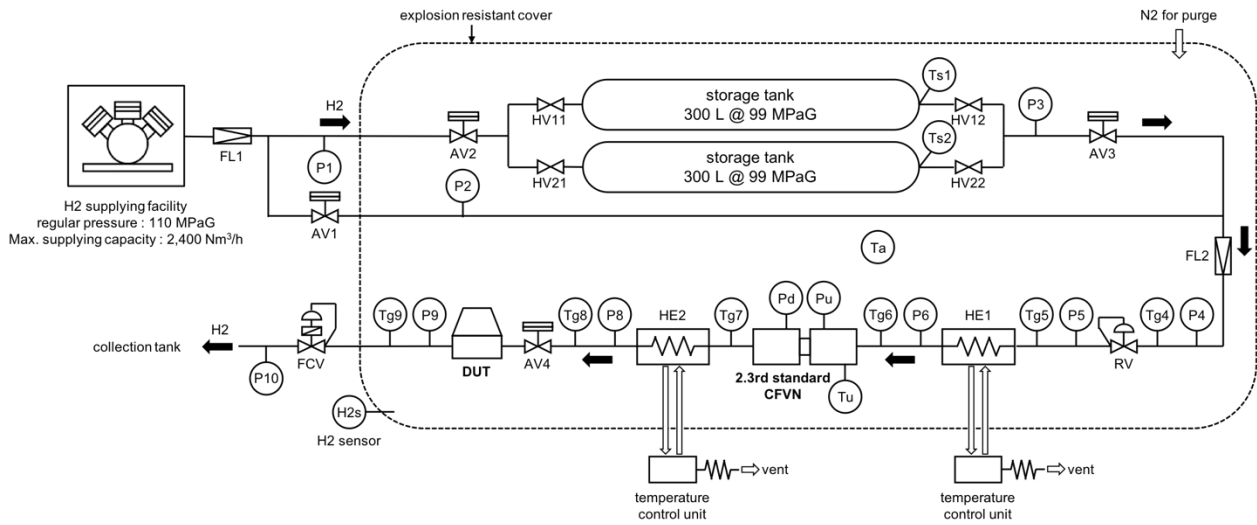 explosion resistant cover
N2 for purge
H2
FL1
P1
AV2
HV11
HV21
storage tank
300 L @ 99 MPaG
storage tank
300 L @ 99 MPaG
Ts1
Ts2
HV12
HV22
P3
AV3
H2 supplying facility
regular pressure : 110 MPaG
Max. supplying capacity : 2,400 Nm³/h
AV1
P2
Ta
FL2
H2
collection tank
P10
FCV
Tg9
P9
DUT
AV4
Tg8
P8
HE2
Tg7
Pd
Pu
2.3rd standard
CFVN
Tu
Tg6
P6
HE1
Tg5
P5
RV
Tg4
P4
H2s
H2 sensor
vent
temperature
control unit
vent
temperature
control unit